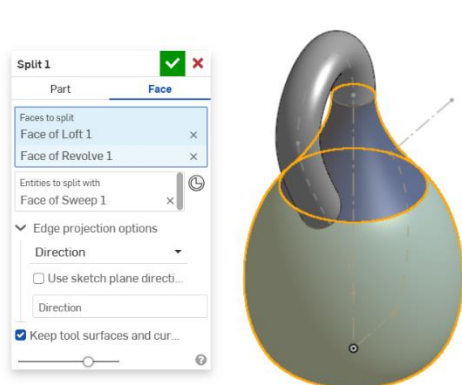 Split 1
Part Face
Faces to split
Face of Loft 1
Face of Revolve 1
Entities to split with
Face of Sweep 1
Edge projection options
Direction
Use sketch plane directi...
Direction
Keep tool surfaces and cur...